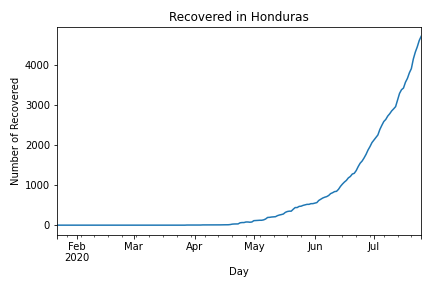 Recovered in Honduras
Number of Recovered
4000
3000
2000
1000
0
Feb Mar Apr May Jun Jul
2020
Day